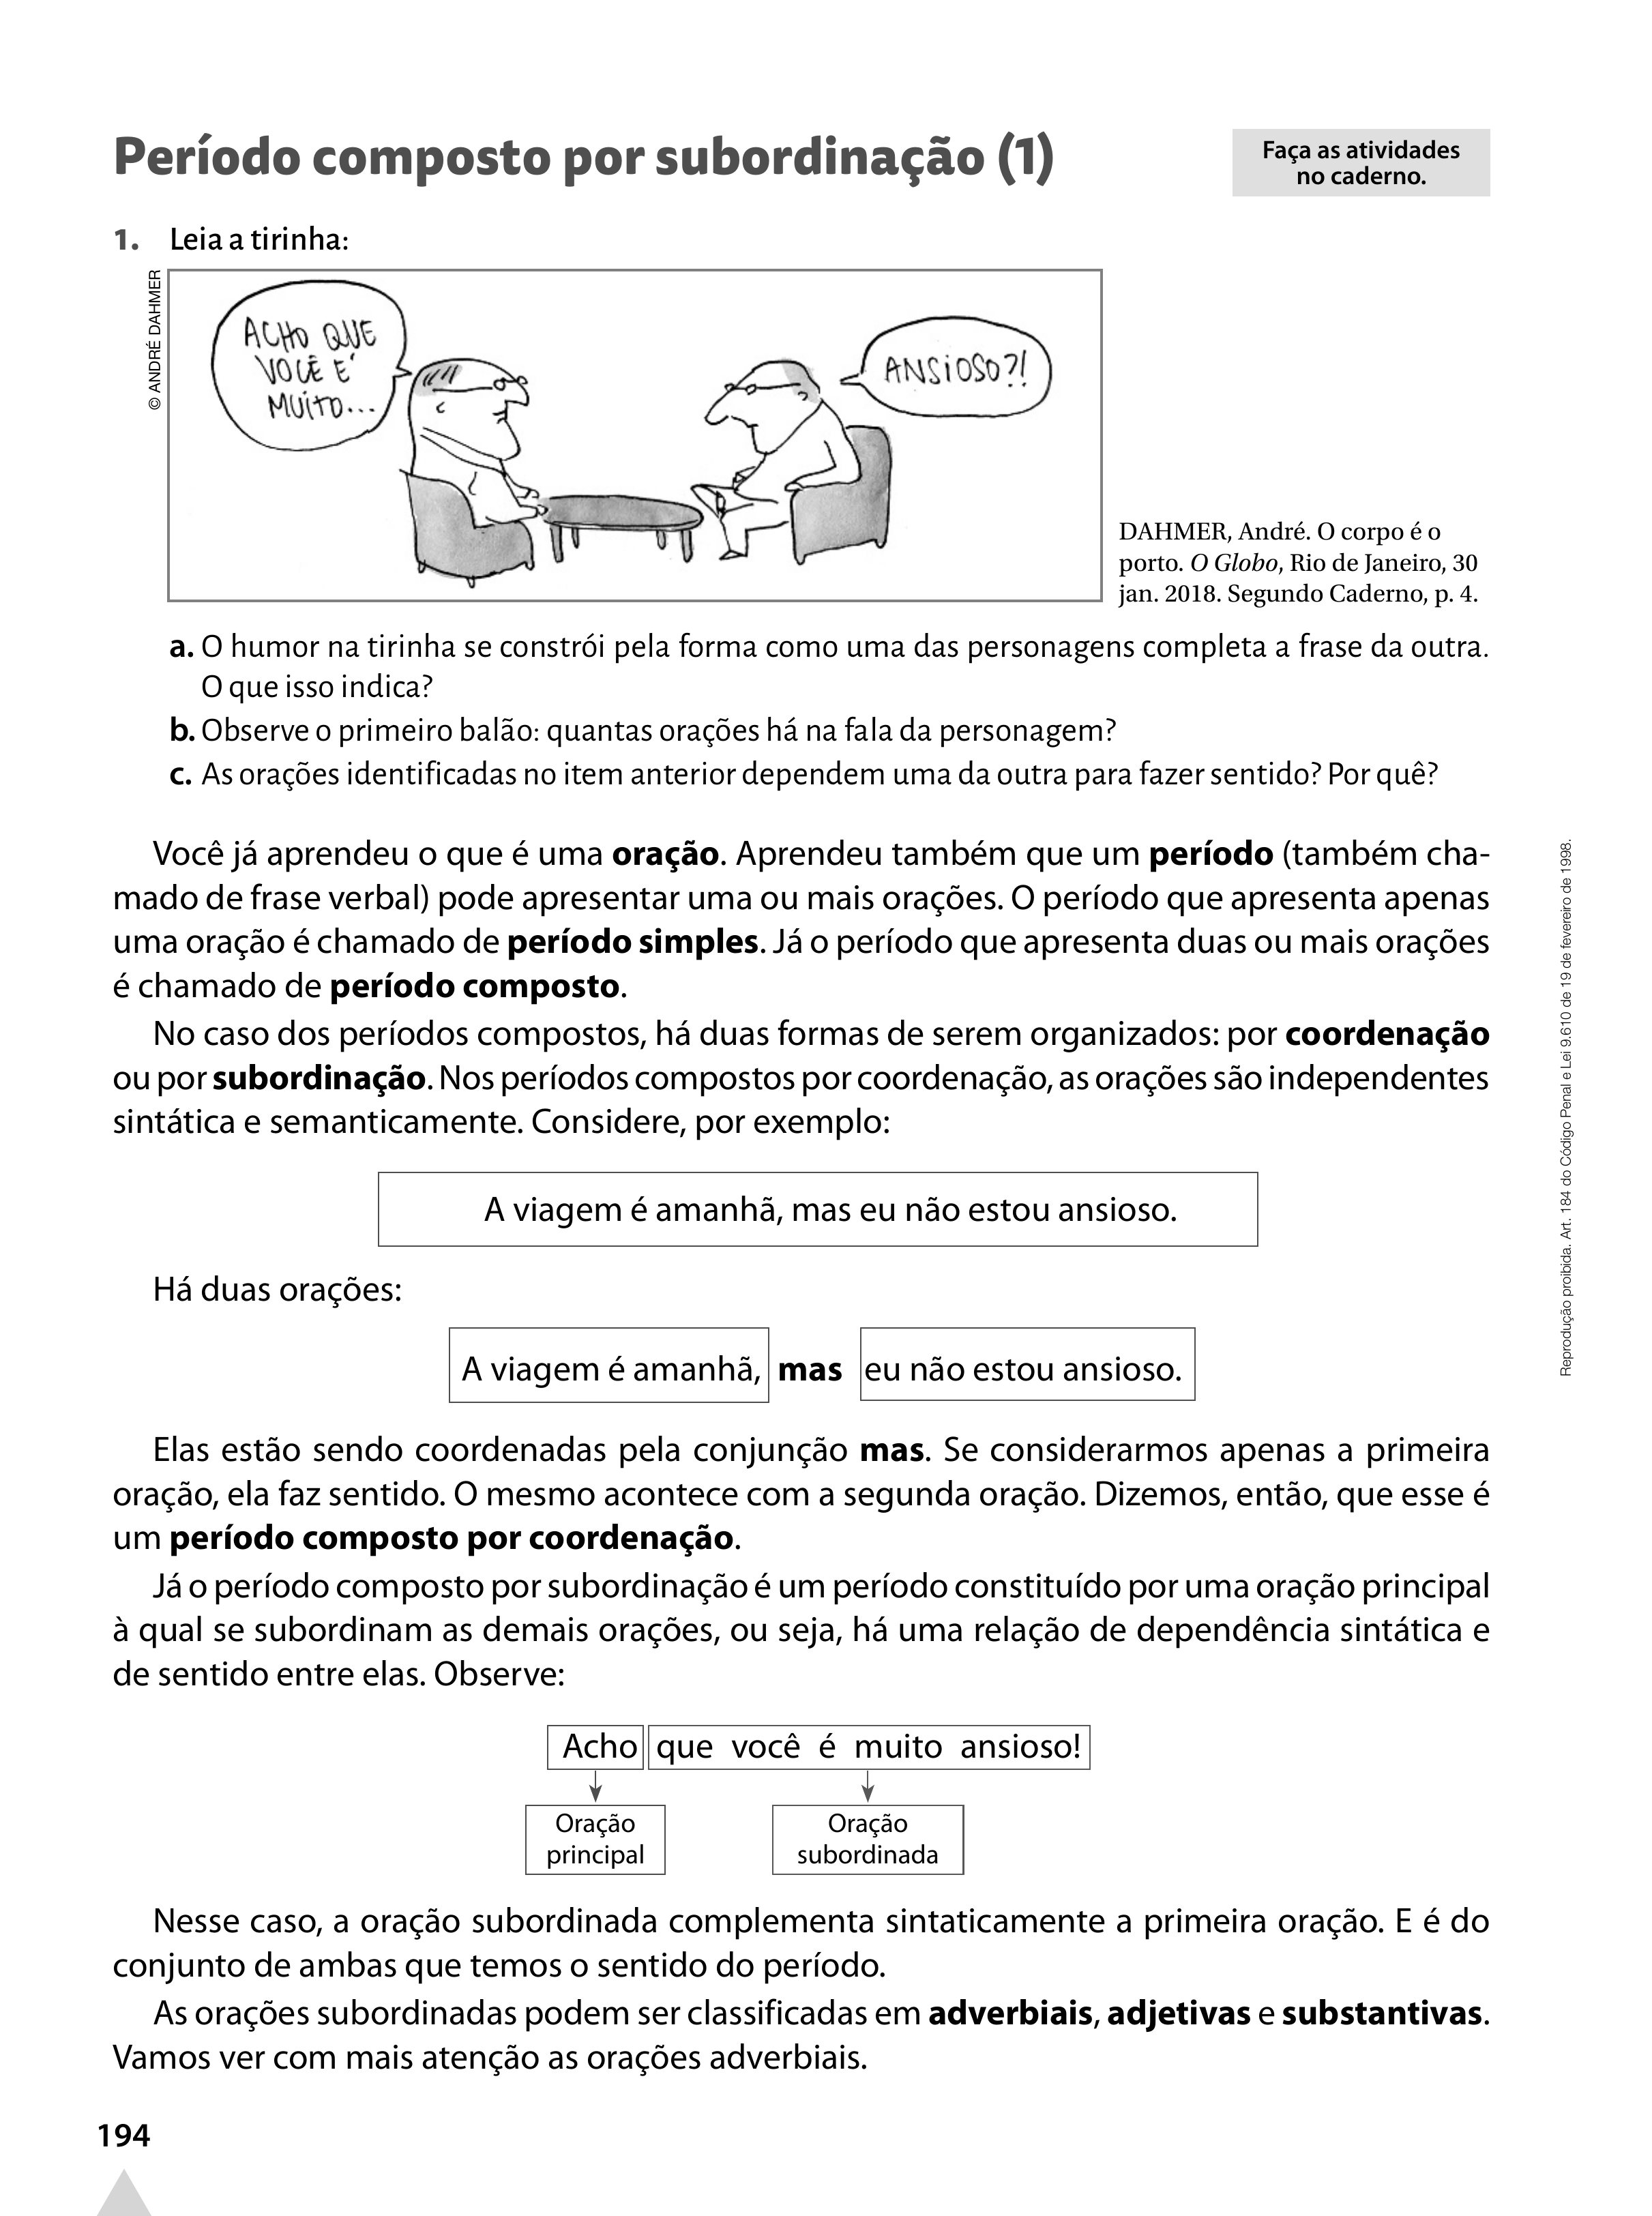 Período composto por subordinação (1)
Faça as atividades
no caderno.
1. Leia a tirinha:
© ANDRÉ DAHMER
ACHO QUE
VOCÊ É
MUITO...
ANSIOSO?!
DAHMER, André. O corpo é o
porto. O Globo, Rio de Janeiro, 30
jan. 2018. Segundo Caderno, p. 4.
a. O humor na tirinha se constrói pela forma como uma das personagens completa a frase da outra.
O que isso indica?
b. Observe o primeiro balão: quantas orações há na fala da personagem?
c. As orações identificadas no item anterior dependem uma da outra para fazer sentido? Por quê?
Você já aprendeu o que é uma oração. Aprendeu também que um período (também cha-
mado de frase verbal) pode apresentar uma ou mais orações. O período que apresenta apenas
uma oração é chamado de período simples. Já o período que apresenta duas ou mais orações
é chamado de período composto.
No caso dos períodos compostos, há duas formas de serem organizados: por coordenação
ou por subordinação. Nos períodos compostos por coordenação, as orações são independentes
sintática e semanticamente. Considere, por exemplo:
A viagem é amanhã, mas eu não estou ansioso.
Há duas orações:
A viagem é amanhã, mas eu não estou ansioso.
Elas estão sendo coordenadas pela conjunção mas. Se considerarmos apenas a primeira
oração, ela faz sentido. O mesmo acontece com a segunda oração. Dizemos, então, que esse é
um período composto por coordenação.
Já o período composto por subordinação é um período constituído por uma oração principal
à qual se subordinam as demais orações, ou seja, há uma relação de dependência sintática e
de sentido entre elas. Observe:
Acho que você é muito ansioso!
Oração
principal
Oração
subordinada
Nesse caso, a oração subordinada complementa sintaticamente a primeira oração. E é do
conjunto de ambas que temos o sentido do período.
As orações subordinadas podem ser classificadas em adverbiais, adjetivas e substantivas.
Vamos ver com mais atenção as orações adverbiais.
194
Reprodução proibida. Art. 184 do Código Penal e Lei 9.610 de 19 de fevereiro de 1998.